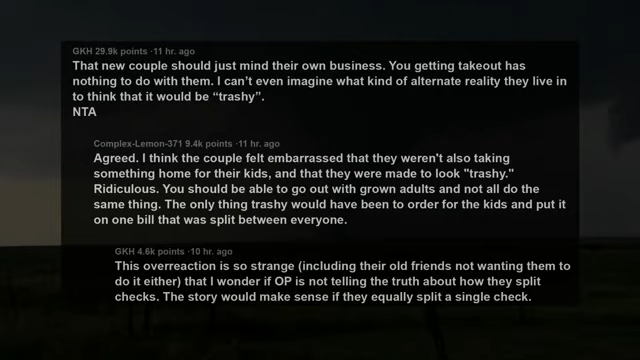 GKH 29.9k points ·11 hr. ago
That new couple should just mind their own business. You getting takeout has
nothing to do with them. I can't even imagine what kind of alternate reality they live in
to think that it would be “trashy”.
NTA
Complex-Lemon-371 9.4k points ·11 hr. ago
Agreed. I think the couple felt embarrassed that they weren't also taking
something home for their kids, and that they were made to look "trashy."
Ridiculous. You should be able to go out with grown adults and not all do the
same thing. The only thing trashy would have been to order for the kids and put it
on one bill that was split between everyone.
GKH 4.6k points ·10 hr. ago
This overreaction is so strange (including their old friends not wanting them to
do it either) that I wonder if OP is not telling the truth about how they split
checks. The story would make sense if they equally split a single check.